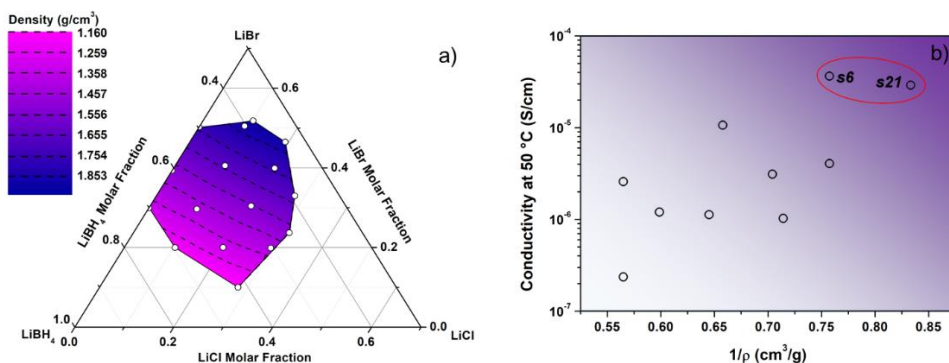 Density (g/cm³)
1.160
1.259
1.358
1.457
1.556
1.655
1.754
1.853
a)
LiBr
0.4
0.6
0.6
0.4
0.8
0.2
1.0
0.0
LiBH₄ Molar Fraction
LiBr Molar Fraction
LiBH₄
LiCl
0.0
0.2
0.4
0.6
LiCl Molar Fraction
b)
Conductivity at 50 °C (S/cm)
10⁻⁴
10⁻⁵
10⁻⁶
10⁻⁷
s6
s21
0.55
0.60
0.65
0.70
0.75
0.80
0.85
1/ρ (cm³/g)